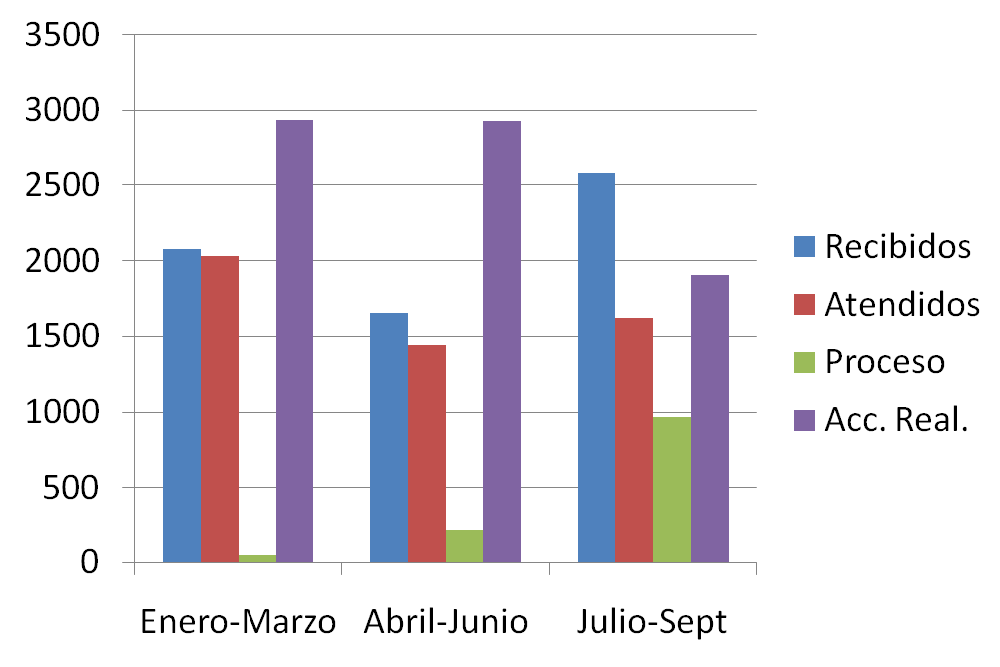 3500
3000
2500
2000
1500
1000
500
0
Enero-Marzo
Abril-Junio
Julio-Sept
Recibidos
Atendidos
Proceso
Acc. Real.